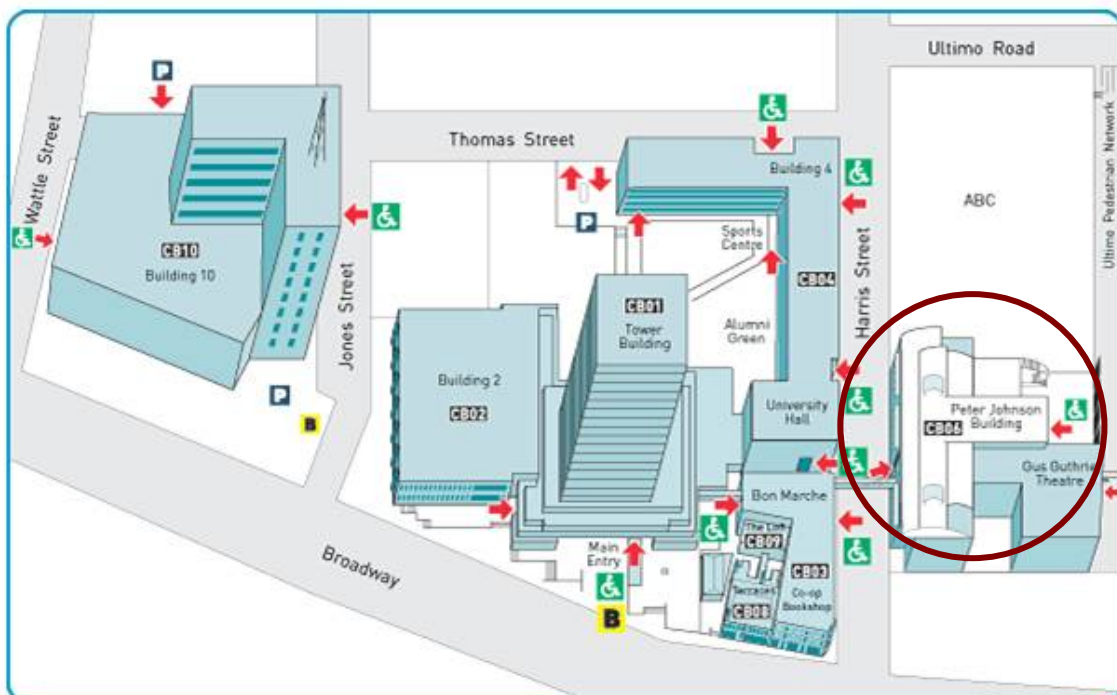 Ultimo Road
P
Wattle Street
Thomas Street
Building 4
Ultimo Pedestrian Network
ABC
P
Sports
Centre
CB10
Building 10
CB04
Harris Street
CB01
Tower
Building
Jones Street
Alumni
Green
Building 2
CB02
P
B
University
Hall
Peter Johnson
Building
CB06
Gus Guthrie
Theatre
Bon Marche
The Loft
CB09
Main
Entry
CB03
Terraces
CB08
Co-op
Bookshop
Broadway
B